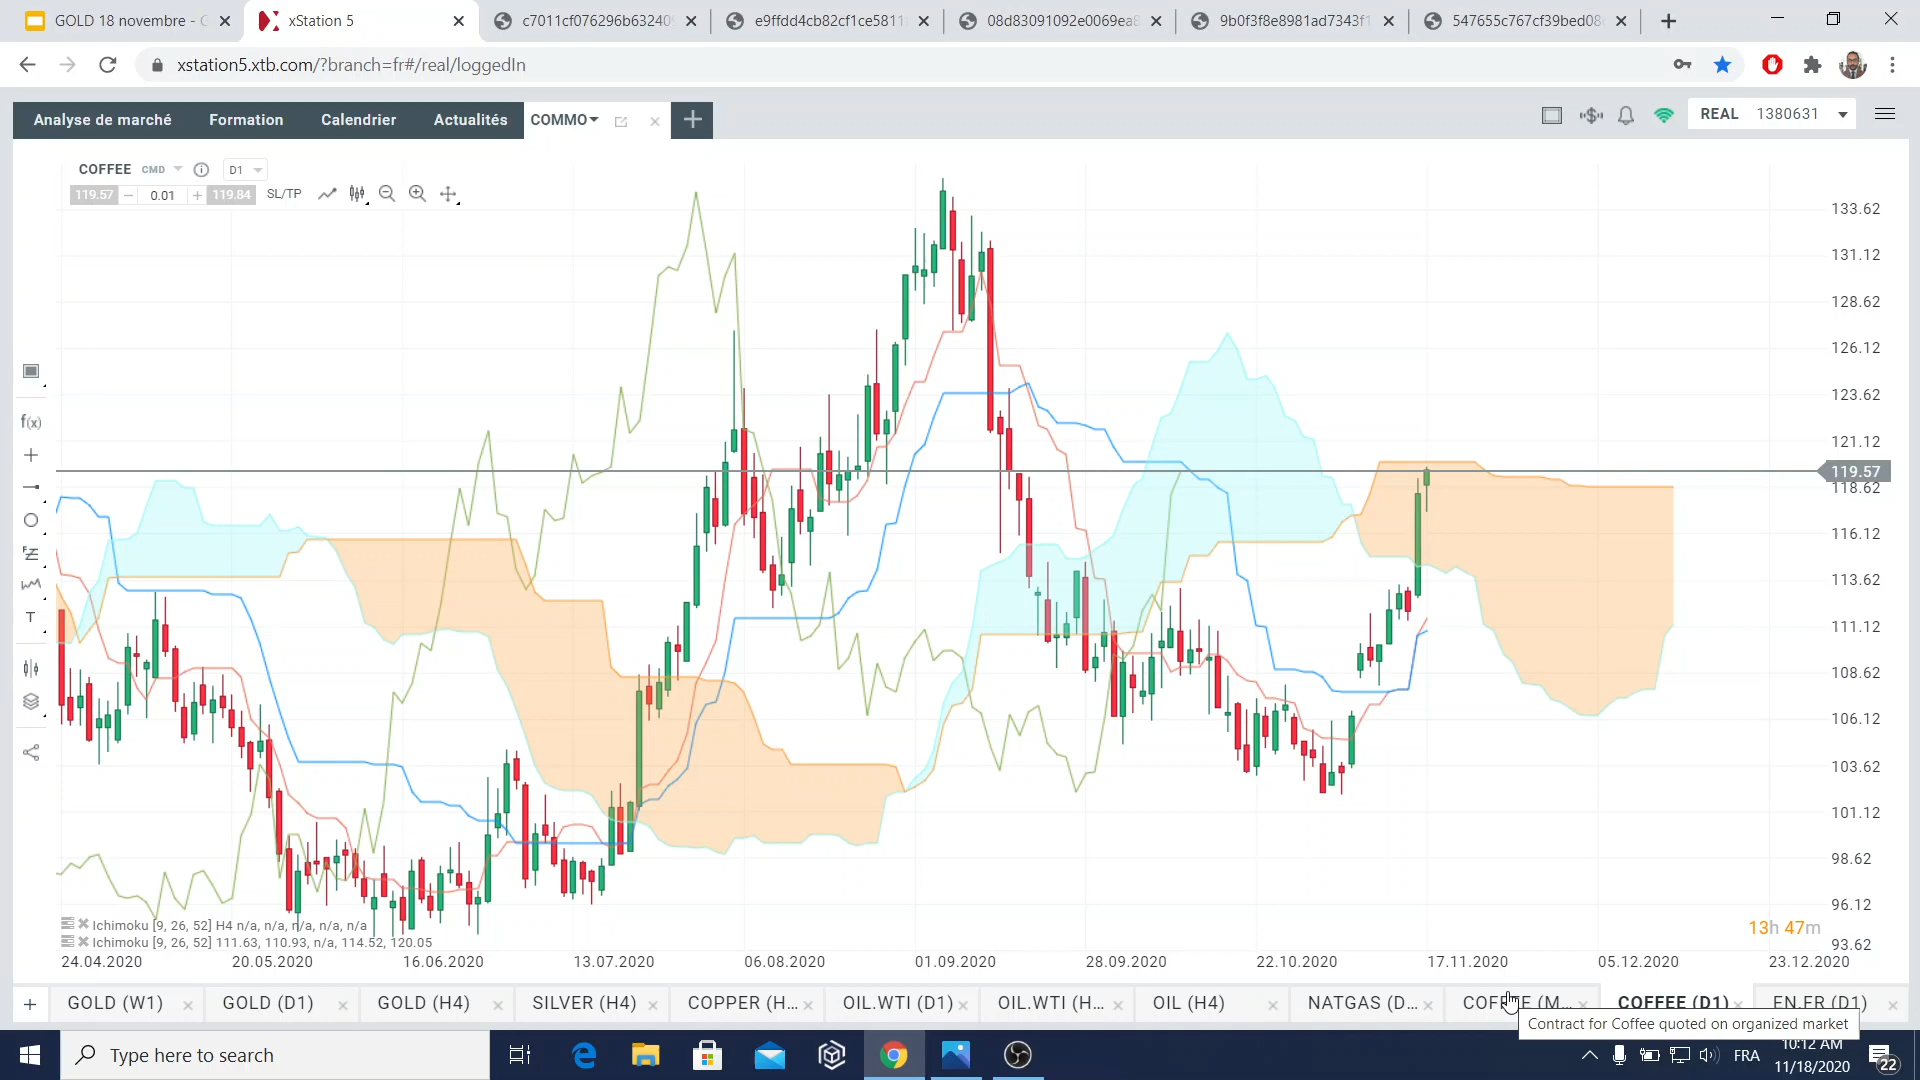 GOLD 18 novembre - G
xStation 5
c7011cf076296b632409
e9ffdd4cb82cf1ce5811
08d83091092e0069ea8
9b0f3f8e8981ad7343f1
547655c767cf39bed08
xstation5.xtb.com/?branch=fr#/real/loggedIn
Analyse de marché
Formation
Calendrier
Actualités
COMMO
REAL 1380631
COFFEE CMD D1
119.57 − 0.01 + 119.84 SL/TP
133.62
131.12
128.62
126.12
123.62
121.12
119.57
118.62
116.12
113.62
111.12
108.62
106.12
103.62
101.12
98.62
96.12
93.62
f(x)
T
Ichimoku [9, 26, 52] H4 n/a, n/a, n/a, n/a, n/a
Ichimoku [9, 26, 52] 111.63, 110.93, n/a, 114.52, 120.05
13h 47m
24.04.2020 20.05.2020 16.06.2020 13.07.2020 06.08.2020 01.09.2020 28.09.2020 22.10.2020 17.11.2020 05.12.2020 23.12.2020
GOLD (W1) GOLD (D1) GOLD (H4) SILVER (H4) COPPER (H... OIL.WTI (D1) OIL.WTI (H... OIL (H4) NATGAS (D... COFFEE (M... COFFEE (D1) EN.FR (D1)
Contract for Coffee quoted on organized market
Type here to search
FRA
10:12 AM
11/18/2020
22